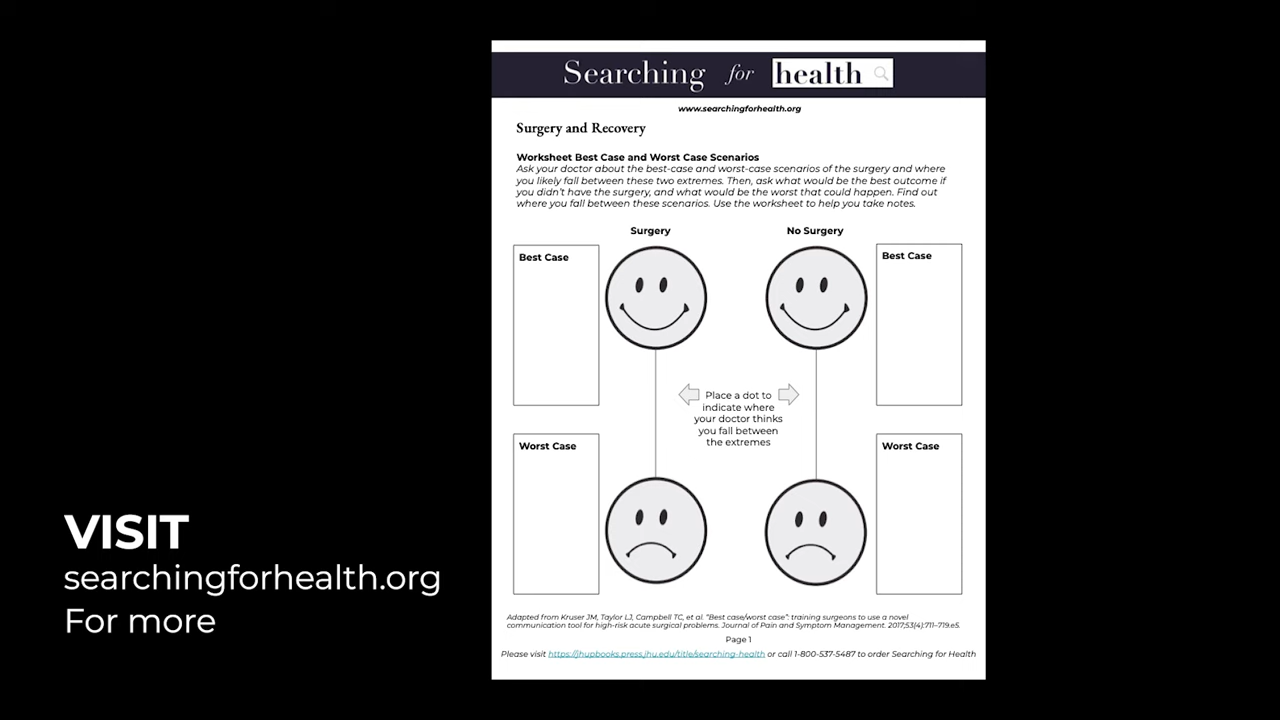 Searching for health
www.searchingforhealth.org
Surgery and Recovery
Worksheet Best Case and Worst Case Scenarios
Ask your doctor about the best-case and worst-case scenarios of the surgery and where
you likely fall between these two extremes. Then, ask what would be the best outcome if
you didn't have the surgery, and what would be the worst that could happen. Find out
where you fall between these scenarios. Use the worksheet to help you take notes.
Surgery
No Surgery
Best Case
Best Case
Place a dot to
indicate where
your doctor thinks
you fall between
the extremes
Worst Case
Worst Case
Adapted from Kruser JM, Taylor LJ, Campbell TC, et al. "Best case/worst case": training surgeons to use a novel
communication tool for high-risk acute surgical problems. Journal of Pain and Symptom Management. 2017;53(4):711–719.e5.
Page 1
Please visit https://jhupbooks.press.jhu.edu/title/searching-health or call 1-800-537-5487 to order Searching for Health
VISIT
searchingforhealth.org
For more